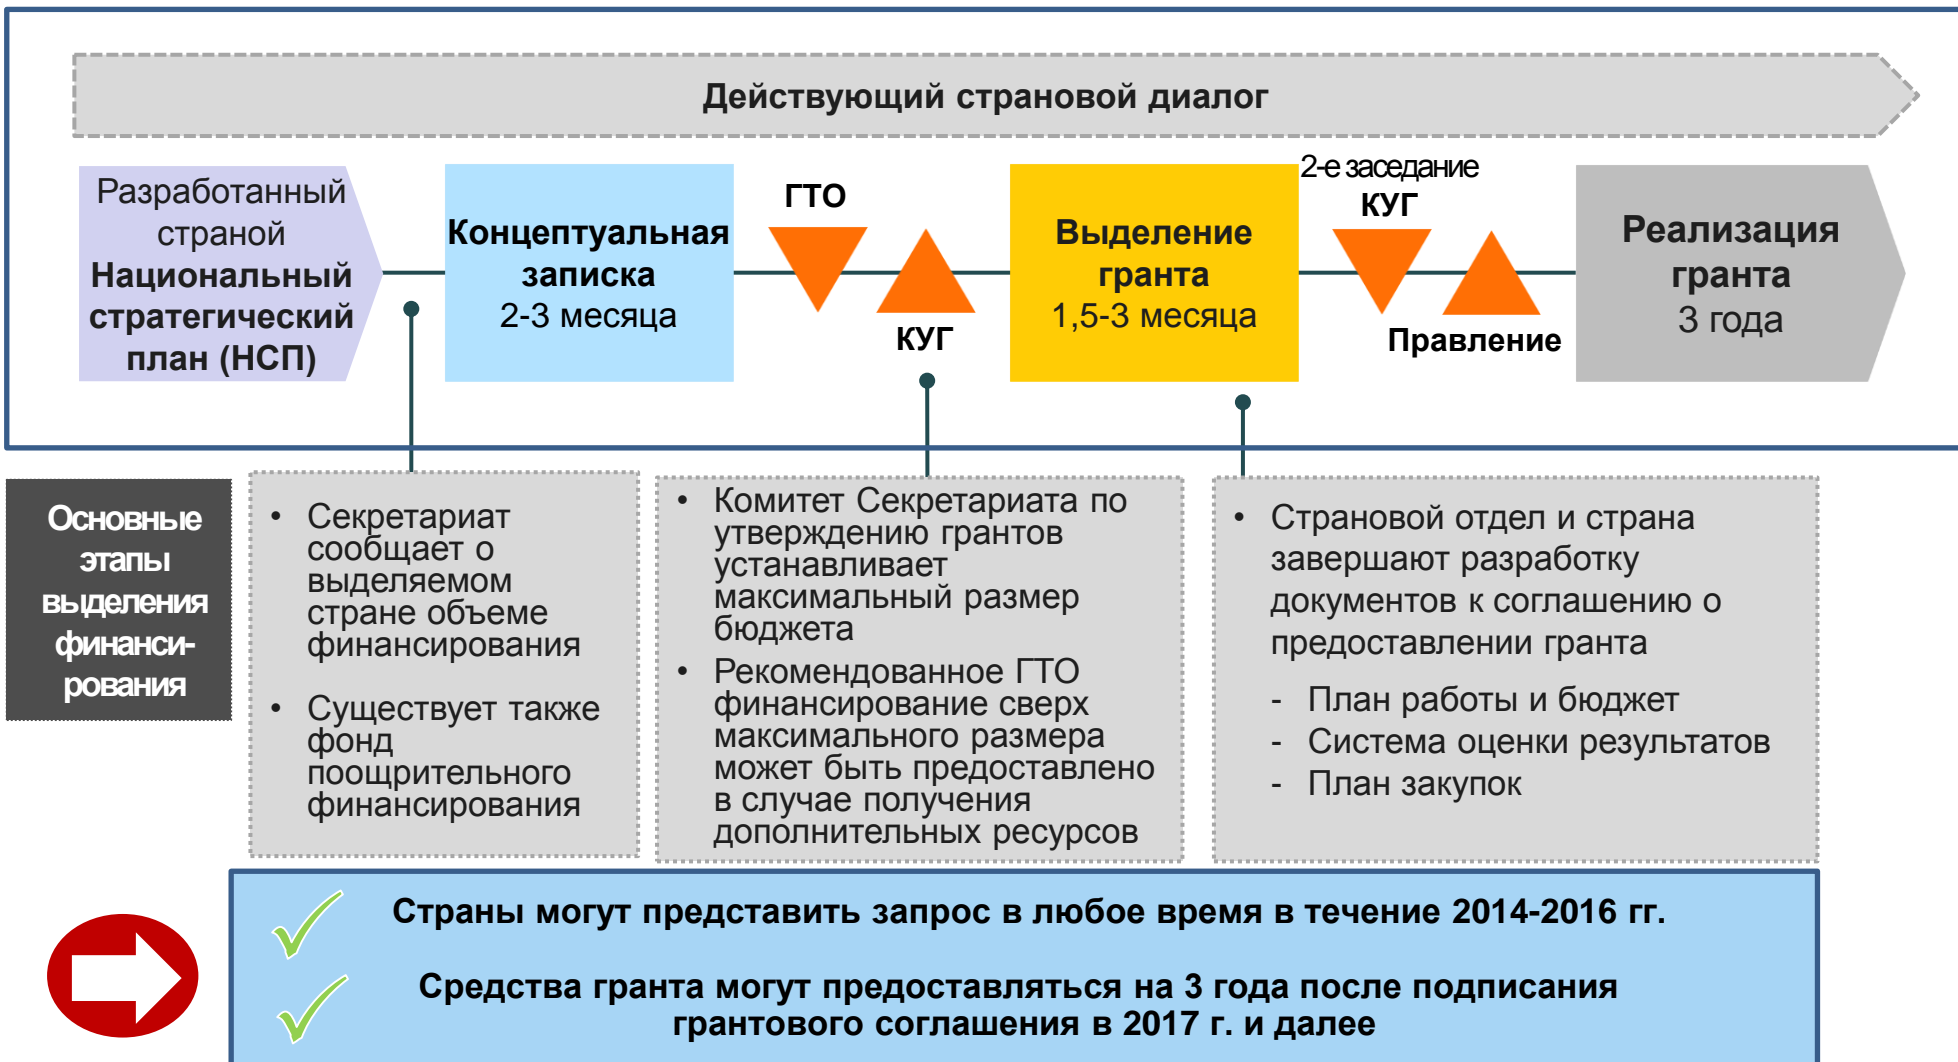 Действующий страновой диалог
Разработанный
страной
Национальный
стратегический
план (НСП)
Концептуальная
записка
2-3 месяца
ГТО
КУГ
Выделение
гранта
1,5-3 месяца
2-е заседание
КУГ
Правление
Реализация
гранта
3 года
Основные
этапы
выделения
финанси-
рования
• Секретариат
сообщает о
выделяемом
стране объеме
финансирования
• Существует также
фонд
поощрительного
финансирования
• Комитет Секретариата по
утверждению грантов
устанавливает
максимальный размер
бюджета
• Рекомендованное ГТО
финансирование сверх
максимального размера
может быть предоставлено
в случае получения
дополнительных ресурсов
• Страновой отдел и страна
завершают разработку
документов к соглашению о
предоставлении гранта
- План работы и бюджет
- Система оценки результатов
- План закупок
Страны могут представить запрос в любое время в течение 2014-2016 гг.
Средства гранта могут предоставляться на 3 года после подписания
грантового соглашения в 2017 г. и далее